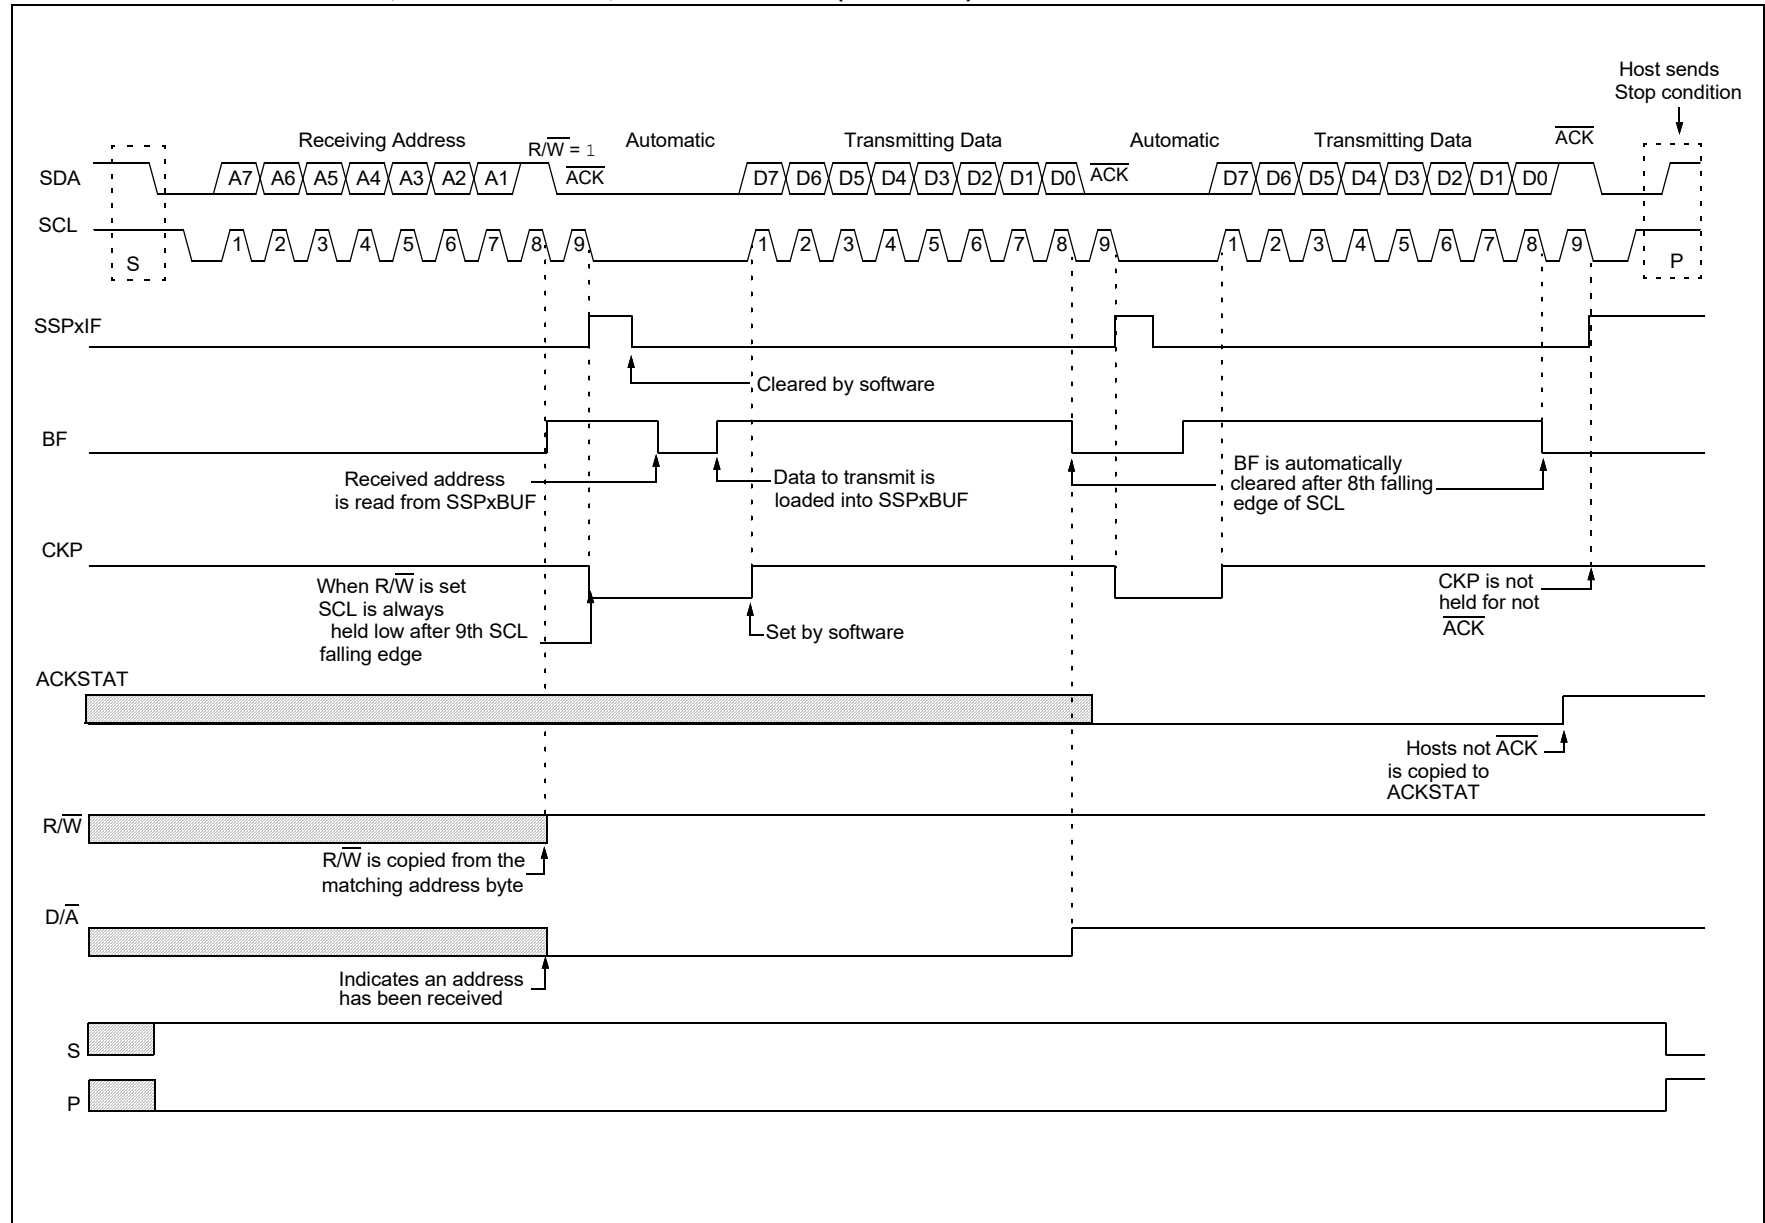 Host sends
Stop condition
Receiving Address
R/W̅ = 1
Automatic
Transmitting Data
Automatic
Transmitting Data
A̅C̅K̅
SDA
A7 A6 A5 A4 A3 A2 A1
A̅C̅K̅
D7 D6 D5 D4 D3 D2 D1 D0
A̅C̅K̅
D7 D6 D5 D4 D3 D2 D1 D0
SCL
1 2 3 4 5 6 7 8 9
1 2 3 4 5 6 7 8 9
1 2 3 4 5 6 7 8 9
S
P
SSPxIF
Cleared by software
BF
Received address
is read from SSPxBUF
Data to transmit is
loaded into SSPxBUF
BF is automatically
cleared after 8th falling
edge of SCL
CKP
When R/W̅ is set
SCL is always
held low after 9th SCL
falling edge
Set by software
CKP is not
held for not
A̅C̅K̅
ACKSTAT
Hosts not A̅C̅K̅
is copied to
ACKSTAT
R/W̅
R/W̅ is copied from the
matching address byte
D/A̅
Indicates an address
has been received
S
P